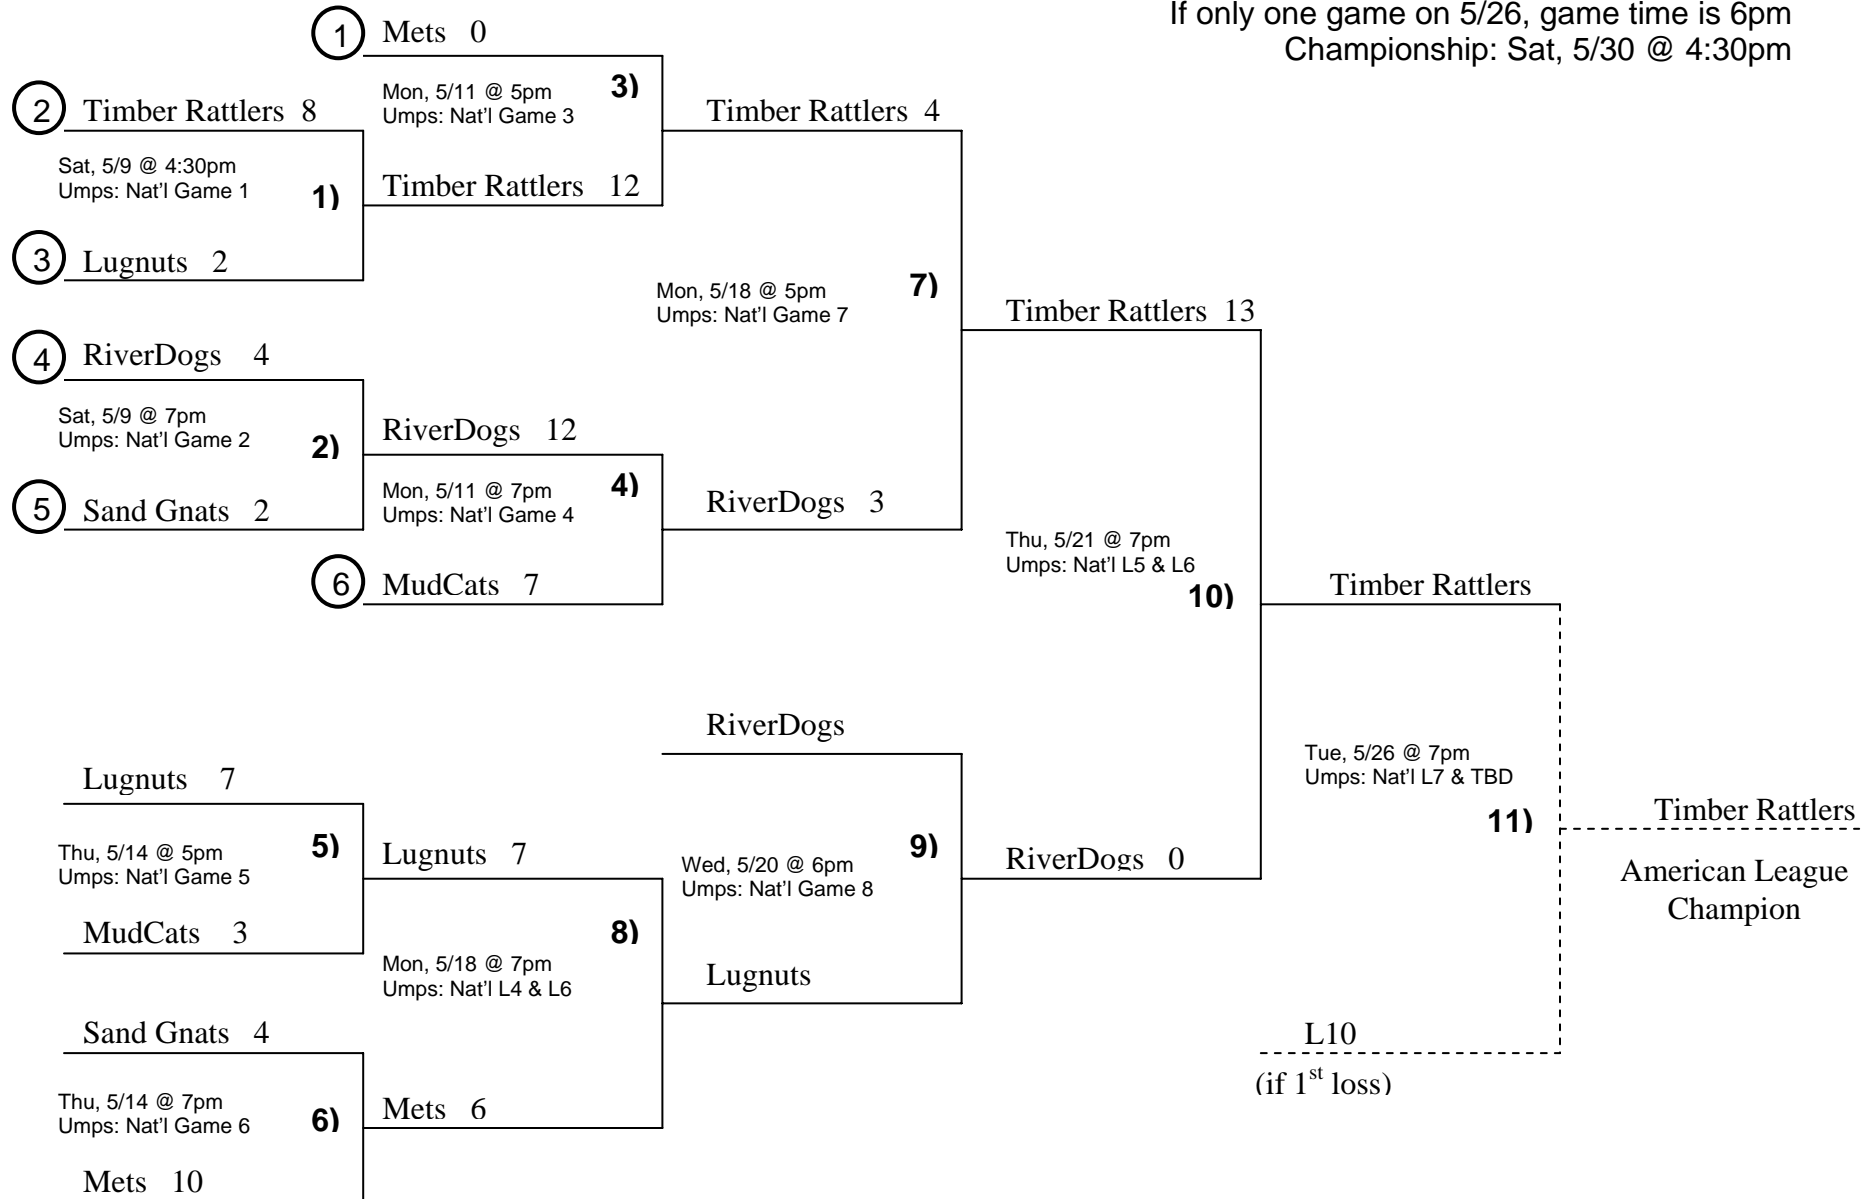 If only one game on 5/26, game time is 6pm
Championship: Sat, 5/30 @ 4:30pm
1 Mets 0
Mon, 5/11 @ 5pm
Umps: Nat'l Game 3
3)
2 Timber Rattlers 8
Sat, 5/9 @ 4:30pm
Umps: Nat'l Game 1
1)
Timber Rattlers 12
3 Lugnuts 2
Timber Rattlers 4
Mon, 5/18 @ 5pm
Umps: Nat'l Game 7
7)
Timber Rattlers 13
4 RiverDogs 4
Sat, 5/9 @ 7pm
Umps: Nat'l Game 2
2)
RiverDogs 12
5 Sand Gnats 2
Mon, 5/11 @ 7pm
Umps: Nat'l Game 4
4)
RiverDogs 3
6 MudCats 7
Thu, 5/21 @ 7pm
Umps: Nat'l L5 & L6
10)
Timber Rattlers
RiverDogs
Lugnuts 7
Thu, 5/14 @ 5pm
Umps: Nat'l Game 5
5)
MudCats 3
Lugnuts 7
Mon, 5/18 @ 7pm
Umps: Nat'l L4 & L6
8)
Wed, 5/20 @ 6pm
Umps: Nat'l Game 8
9)
RiverDogs 0
Lugnuts
Tue, 5/26 @ 7pm
Umps: Nat'l L7 & TBD
11)
Timber Rattlers
American League
Champion
L10
(if 1st loss)
Sand Gnats 4
Thu, 5/14 @ 7pm
Umps: Nat'l Game 6
6)
Mets 6
Mets 10